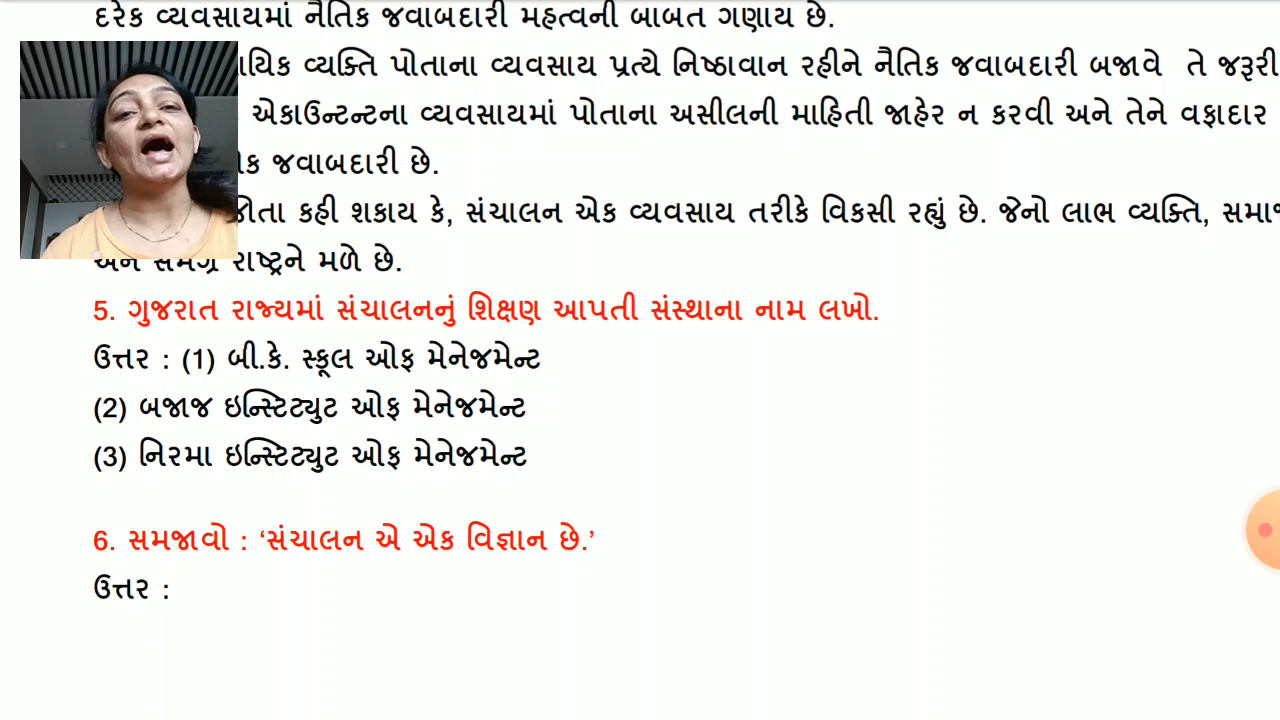 દરેક વ્યવસાયમાં નૈતિક જવાબદારી મહત્વની બાબત ગણાય છે.
વ્યક્તિ પોતાના વ્યવસાય પ્રત્યે નિષ્ઠાવાન રહીને નૈતિક જવાબદારી બજાવે તે જરૂરી
એકાઉન્ટન્ટના વ્યવસાયમાં પોતાના અસીલની માહિતી જાહેર ન કરવી અને તેને વફાદાર
જવાબદારી છે.
કહી શકાય કે, સંચાલન એક વ્યવસાય તરીકે વિકસી રહ્યું છે. જેનો લાભ વ્યક્તિ,
અને સમગ્ર રાષ્ટ્રને મળે છે.
5. ગુજરાત રાજ્યમાં સંચાલનનું શિક્ષણ આપતી સંસ્થાના નામ લખો.
ઉત્તર : (1) બી.કે. સ્કૂલ ઓફ મેનેજમેન્ટ
(2) બજાજ ઇન્સ્ટિટ્યુટ ઓફ મેનેજમેન્ટ
(3) નિરમા ઇન્સ્ટિટ્યુટ ઓફ મેનેજમેન્ટ
6. સમજાવો : ‘સંચાલન એ એક વિજ્ઞાન છે.’
ઉત્તર :